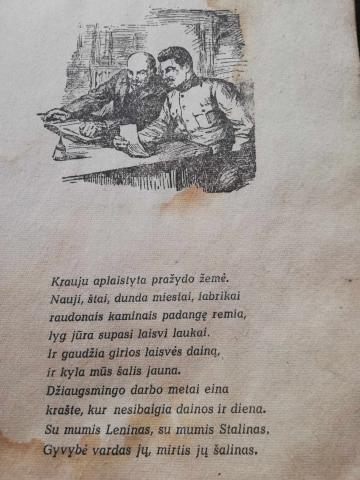 Krauju aplaistyta pražydo žemė.
Nauji, štai, dunda miestai, fabrikai
raudonais kaminais padangę remia,
lyg jūra supasi laisvi laukai.
Ir gaudžia girios laisvės dainą,
ir kyla mūs šalis jauna.
Džiaugsmingo darbo metai eina
krašte, kur nesibaigia dainos ir diena.
Su mumis Leninas, su mumis Stalinas,
Gyvybė vardas jų, mirtis jų šalinas.